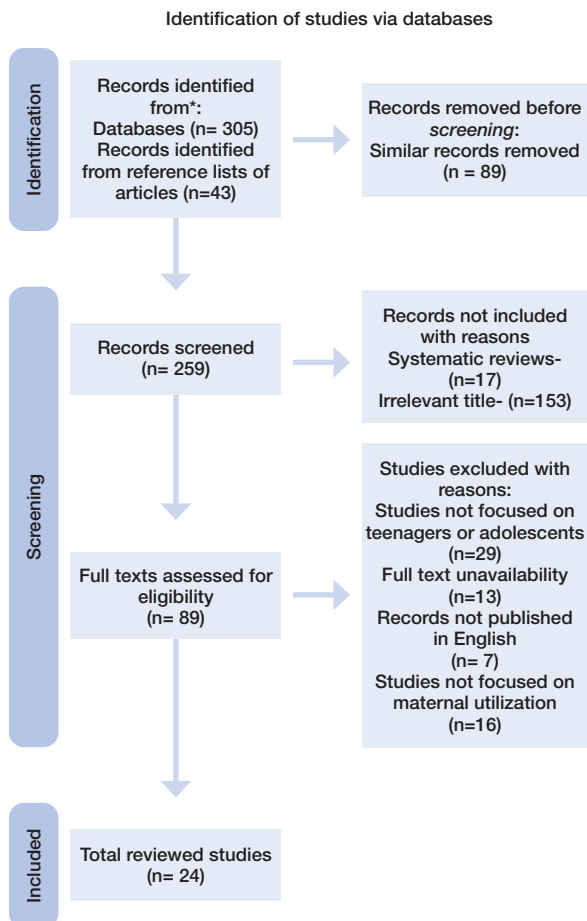 Identification of studies via databases
Identification
Records identified
from*:
Databases (n= 305)
Records identified
from reference lists of
articles (n=43)
Records removed before
screening:
Similar records removed
(n = 89)
Screening
Records screened
(n= 259)
Records not included
with reasons
Systematic reviews-
(n=17)
Irrelevant title- (n=153)
Full texts assessed for
eligibility
(n= 89)
Studies excluded with
reasons:
Studies not focused on
teenagers or adolescents
(n=29)
Full text unavailability
(n=13)
Records not published
in English
(n= 7)
Studies not focused on
maternal utilization
(n=16)
Included
Total reviewed studies
(n= 24)